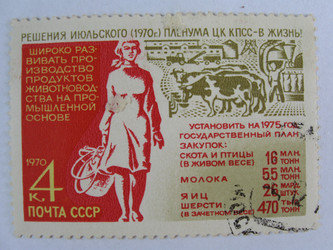 РЕШЕНИЯ ИЮЛЬСКОГО (1970г.) ПЛЕНУМА ЦК КПСС-В ЖИЗНЬ!
ШИРОКО РАЗ-
ВИВАТЬ ПРО-
ИЗВОДСТВО
ПРОДУКТОВ
ЖИВОТНОВОД-
СТВА НА ПРО-
МЫШЛЕННОЙ
ОСНОВЕ
1970
4
К.
ПОЧТА СССР
УСТАНОВИТЬ НА 1975 ГОД
ГОСУДАРСТВЕННЫЙ ПЛАН
ЗАКУПОК:
СКОТА И ПТИЦЫ 16 МЛН.
(В ЖИВОМ ВЕСЕ) ТОНН
МОЛОКА 55 МЛН.
ТОНН
ЯИЦ 26
ШЕРСТИ: 470
(В ЗАЧЕТНОМ ВЕСЕ) ТОНН